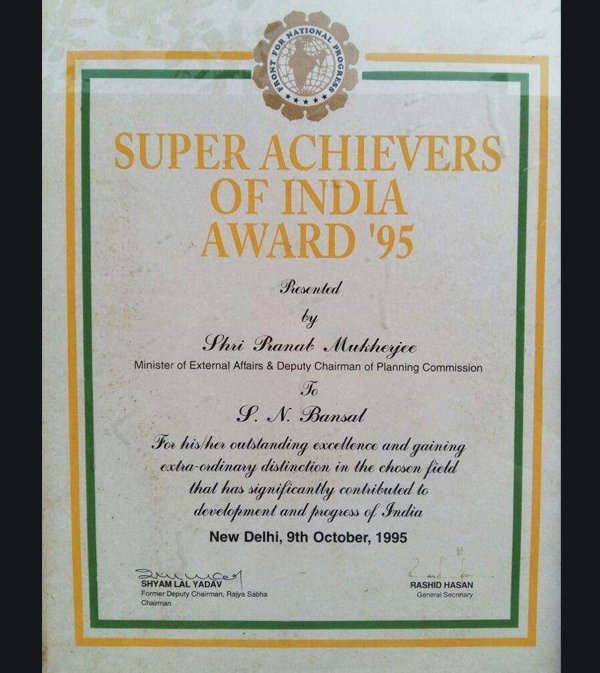 FRONT FOR NATIONAL PROGRESS
SUPER ACHIEVERS
OF INDIA
AWARD '95
Presented
by
Shri Pranab Mukherjee
Minister of External Affairs & Deputy Chairman of Planning Commission
To
S. N. Bansal
For his/her outstanding excellence and gaining
extra-ordinary distinction in the chosen field
that has significantly contributed to
development and progress of India
New Delhi, 9th October, 1995
SHYAM LAL YADAV
Former Deputy Chairman, Rajya Sabha
Chairman
RASHID HASAN
General Secretary